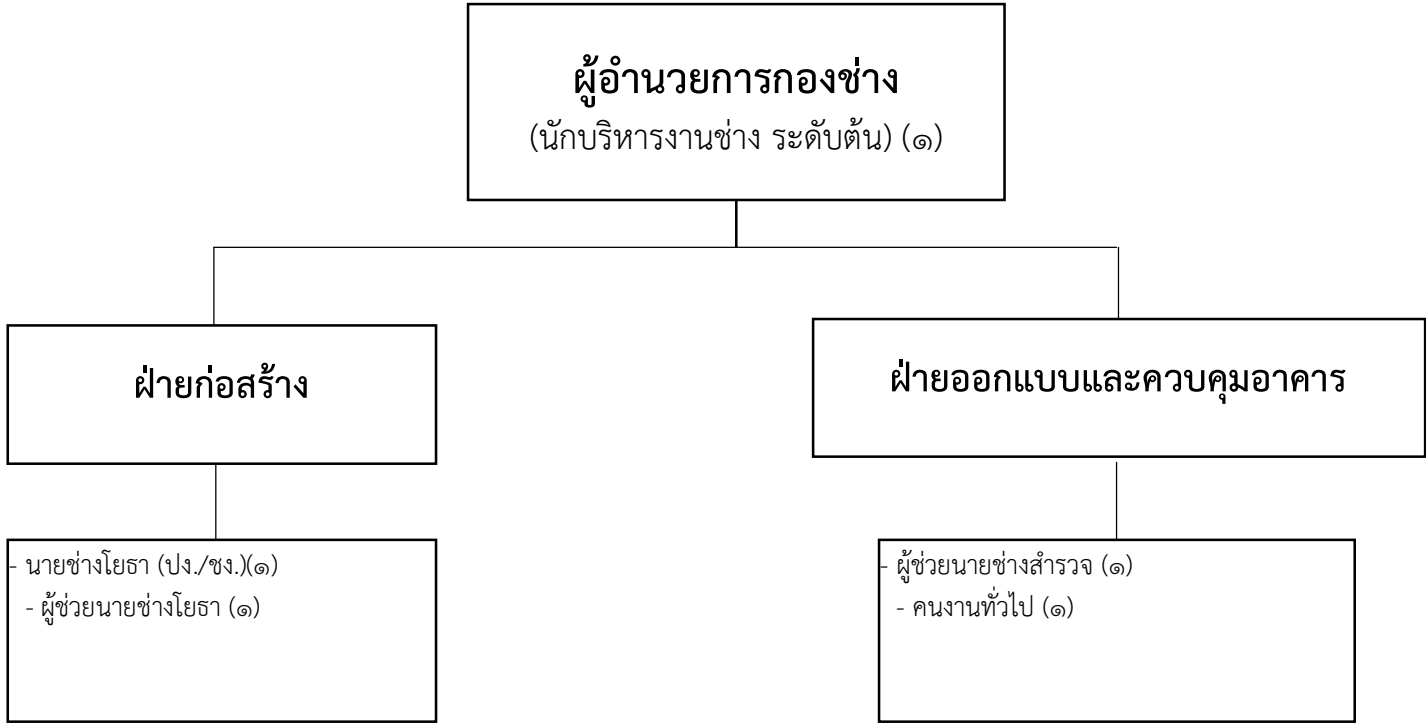 ผู้อำนวยการกองช่าง
(นักบริหารงานช่าง ระดับต้น) (๑)
ฝ่ายก่อสร้าง
ฝ่ายออกแบบและควบคุมอาคาร
- นายช่างโยธา (ปง./ชง.)(๑)
- ผู้ช่วยนายช่างโยธา (๑)
- ผู้ช่วยนายช่างสำรวจ (๑)
- คนงานทั่วไป (๑)